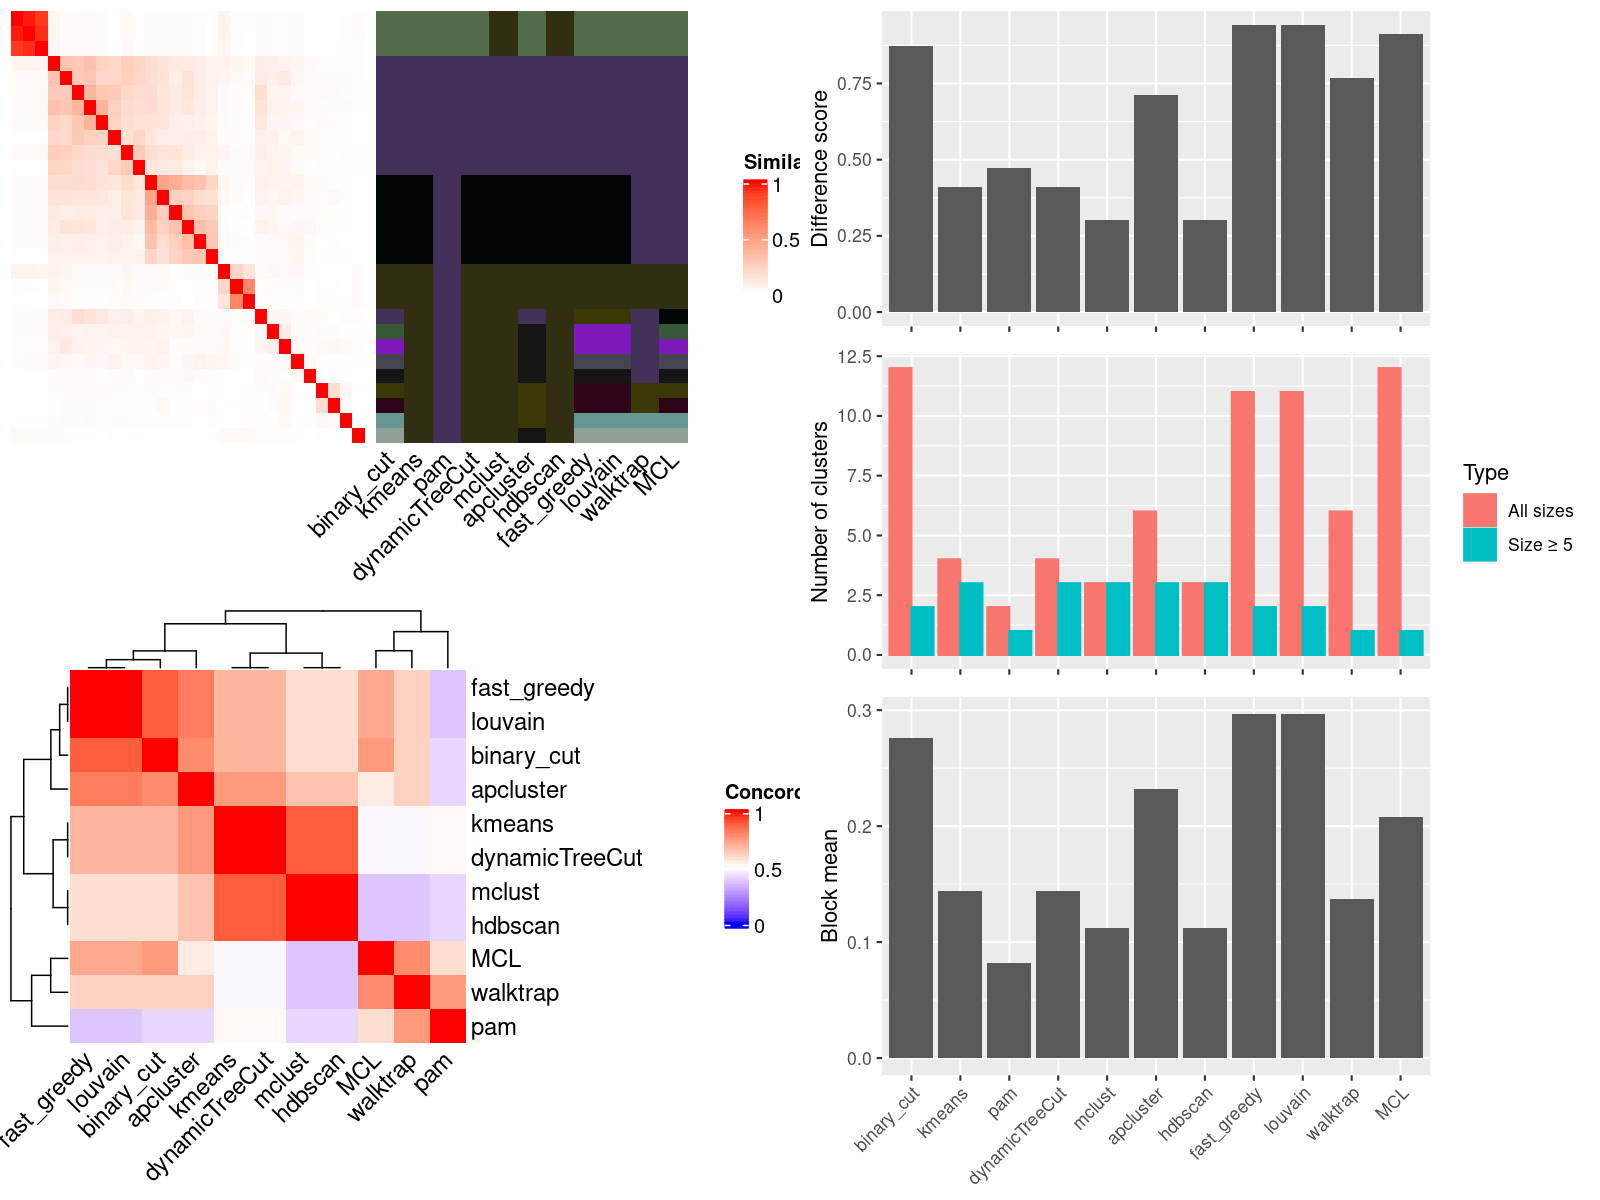 Simila
1
0.5
0
binary_cut
kmeans
pam
dynamicTreeCut
mclust
apcluster
hdbscan
fast_greedy
louvain
walktrap
MCL
fast_greedy
louvain
binary_cut
apcluster
kmeans
dynamicTreeCut
mclust
hdbscan
MCL
walktrap
pam
fast_greedy
louvain
binary_cut
apcluster
kmeans
dynamicTreeCut
mclust
hdbscan
MCL
walktrap
pam
Concorc
1
0.5
0
Difference score
0.75
0.50
0.25
0.00
Number of clusters
12.5
10.0
7.5
5.0
2.5
0.0
Type
All sizes
Size ≥ 5
Block mean
0.3
0.2
0.1
0.0
binary_cut
kmeans
pam
dynamicTreeCut
mclust
apcluster
hdbscan
fast_greedy
louvain
walktrap
MCL